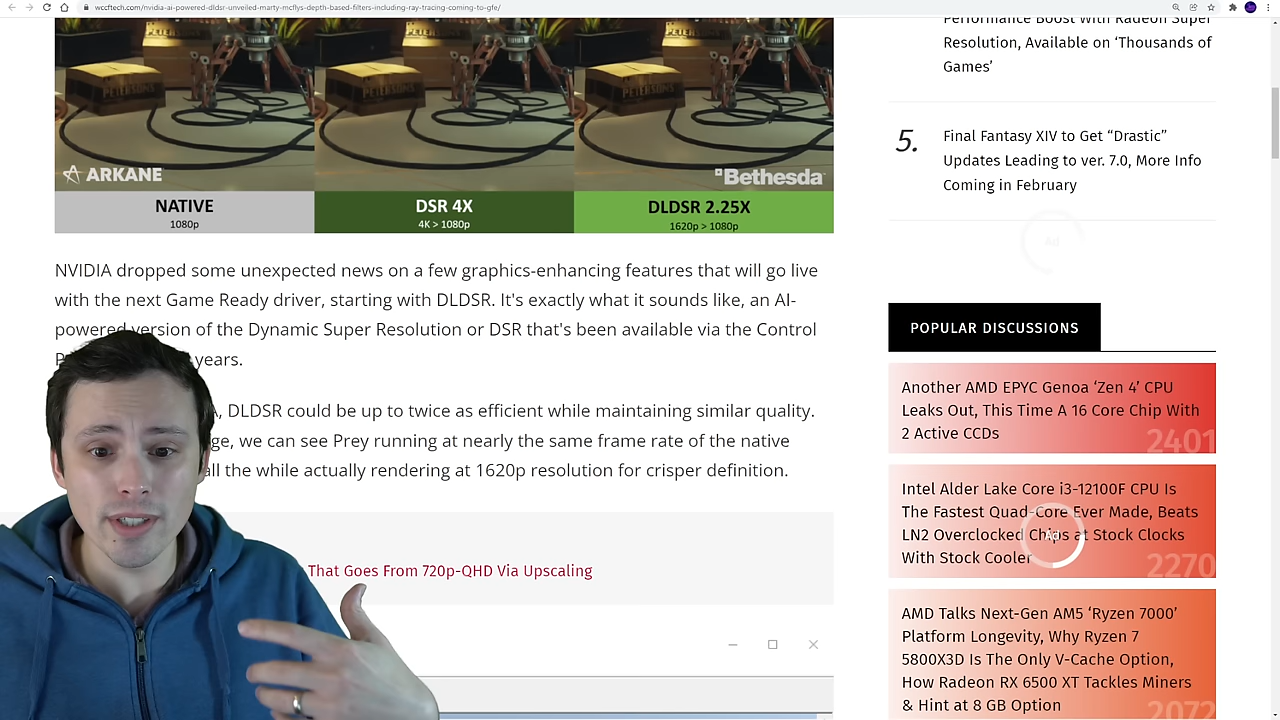 wccftech.com/nvidia-ai-powered-dldsr-unveiled-marty-mcflys-depth-based-filters-including-ray-tracing-coming-to-gfe/
PETERSONS
ARKANE
Bethesda
NATIVE
1080p
DSR 4X
4K > 1080p
DLDSR 2.25X
1620p > 1080p
NVIDIA dropped some unexpected news on a few graphics-enhancing features that will go live
with the next Game Ready driver, starting with DLDSR. It's exactly what it sounds like, an AI-
powered version of the Dynamic Super Resolution or DSR that's been available via the Control
years.
, DLDSR could be up to twice as efficient while maintaining similar quality.
we can see Prey running at nearly the same frame rate of the native
all the while actually rendering at 1620p resolution for crisper definition.
That Goes From 720p-QHD Via Upscaling
Performance Boost with Radeon Super
Resolution, Available on ‘Thousands of
Games’
5.
Final Fantasy XIV to Get “Drastic”
Updates Leading to ver. 7.0, More Info
Coming in February
Ad
POPULAR DISCUSSIONS
Another AMD EPYC Genoa ‘Zen 4’ CPU
Leaks Out, This Time A 16 Core Chip With
2 Active CCDs
2401
Intel Alder Lake Core i3-12100F CPU Is
The Fastest Quad-Core Ever Made, Beats
LN2 Overclocked Chips at Stock Clocks
With Stock Cooler
Ad
2270
AMD Talks Next-Gen AM5 ‘Ryzen 7000’
Platform Longevity, Why Ryzen 7
5800X3D Is The Only V-Cache Option,
How Radeon RX 6500 XT Tackles Miners
& Hint at 8 GB Option
2072